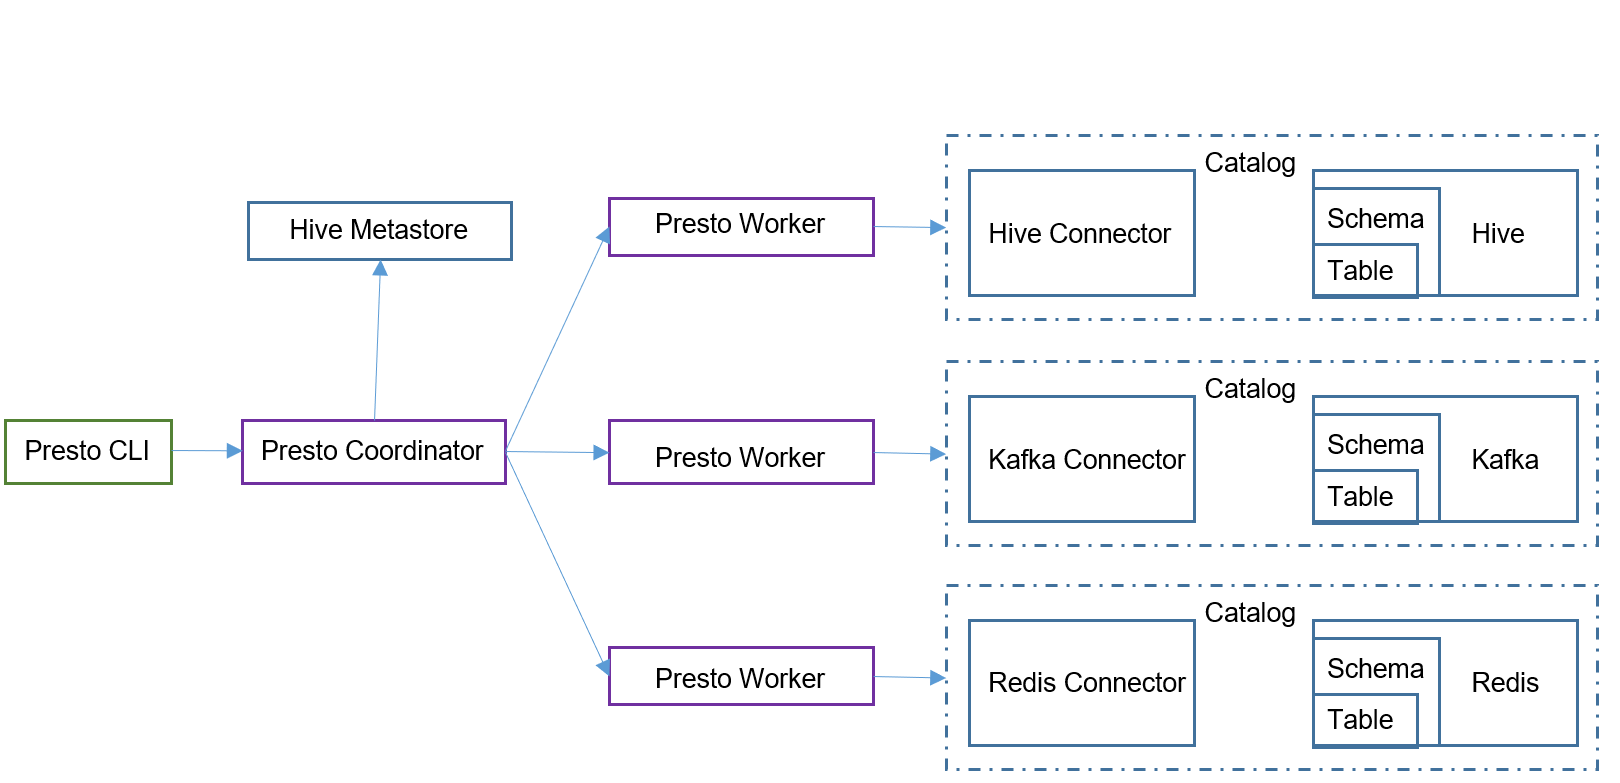 Presto CLI
Presto Coordinator
Hive Metastore
Presto Worker
Presto Worker
Presto Worker
Catalog
Hive Connector
Schema
Table
Hive
Catalog
Kafka Connector
Schema
Table
Kafka
Catalog
Redis Connector
Schema
Table
Redis